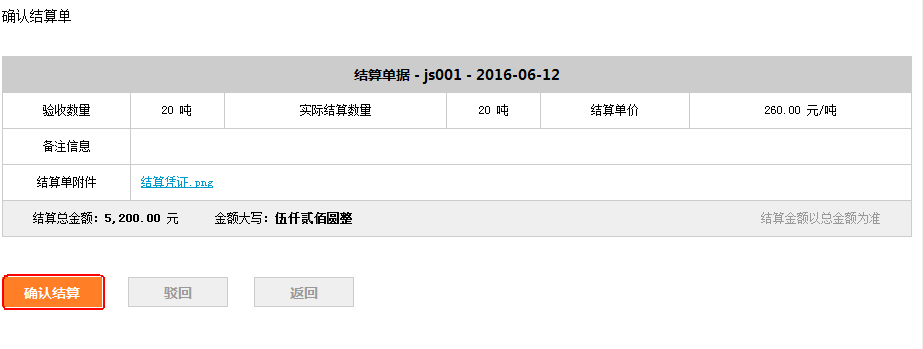 确认结算单
结算单据 - js001 - 2016-06-12
验收数量 20 吨 实际结算数量 20 吨 结算单价 260.00 元/吨
备注信息
结算单附件 结算凭证.png
结算总金额：5,200.00 元 金额大写：伍仟贰佰圆整 结算金额以总金额为准
确认结算 驳回 返回